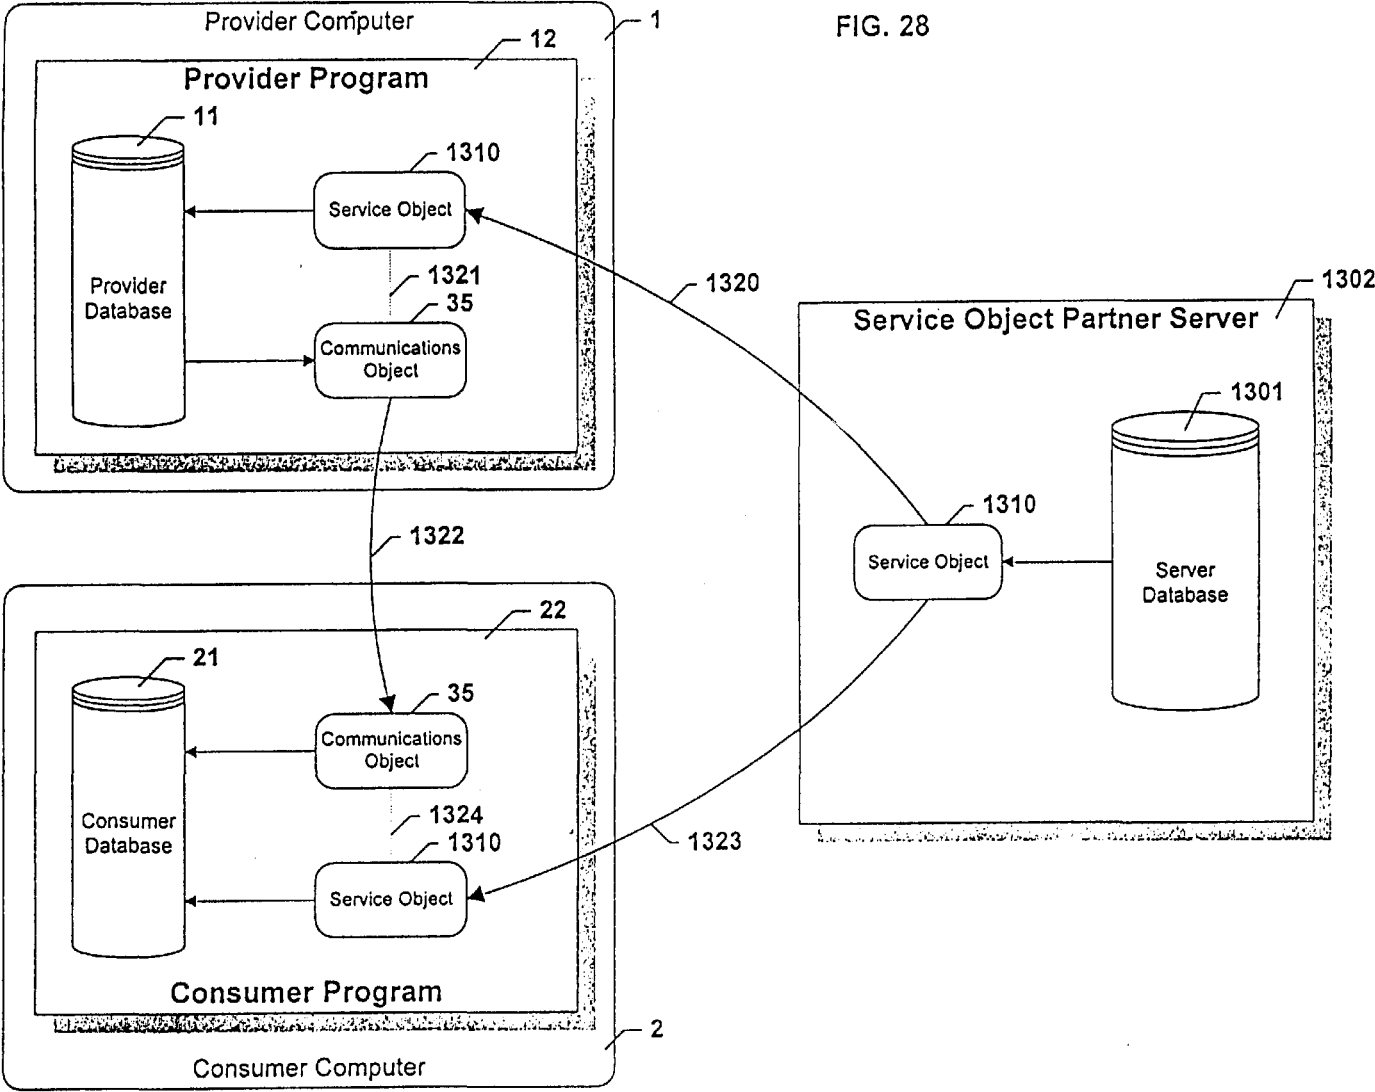 Provider Computer
1
FIG. 28
12
Provider Program
11
1310
Service Object
1320
1321
Provider
Database
35
Communications
Object
1302
Service Object Partner Server
1301
1310
Service Object
Server
Database
1322
22
21
35
Communications
Object
1324
Consumer
Database
1310
Service Object
1323
Consumer Program
2
Consumer Computer